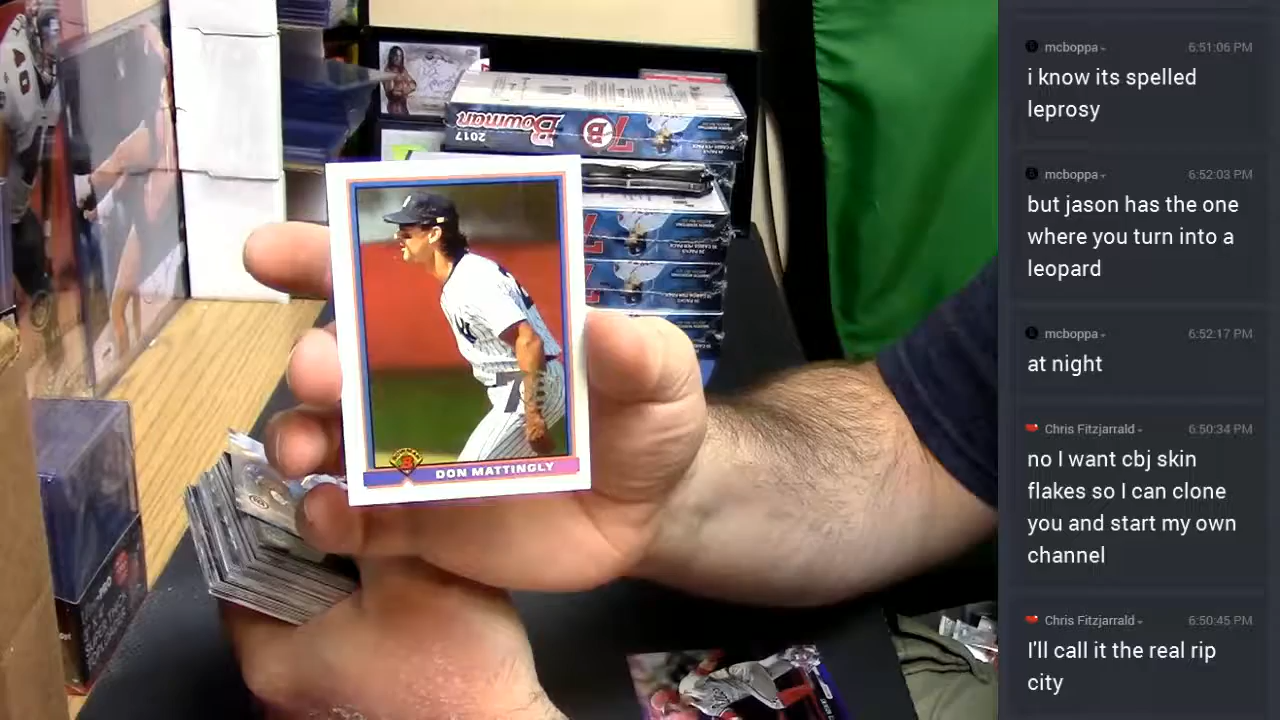 Bowman
2017
DON MATTINGLY
mcboppa
6:51:06 PM
i know its spelled
leprosy
mcboppa
6:52:03 PM
but jason has the one
where you turn into a
leopard
mcboppa
6:52:17 PM
at night
Chris Fitzjarrald
6:50:34 PM
no I want cbj skin
flakes so I can clone
you and start my own
channel
Chris Fitzjarrald
6:50:45 PM
I'll call it the real rip
city